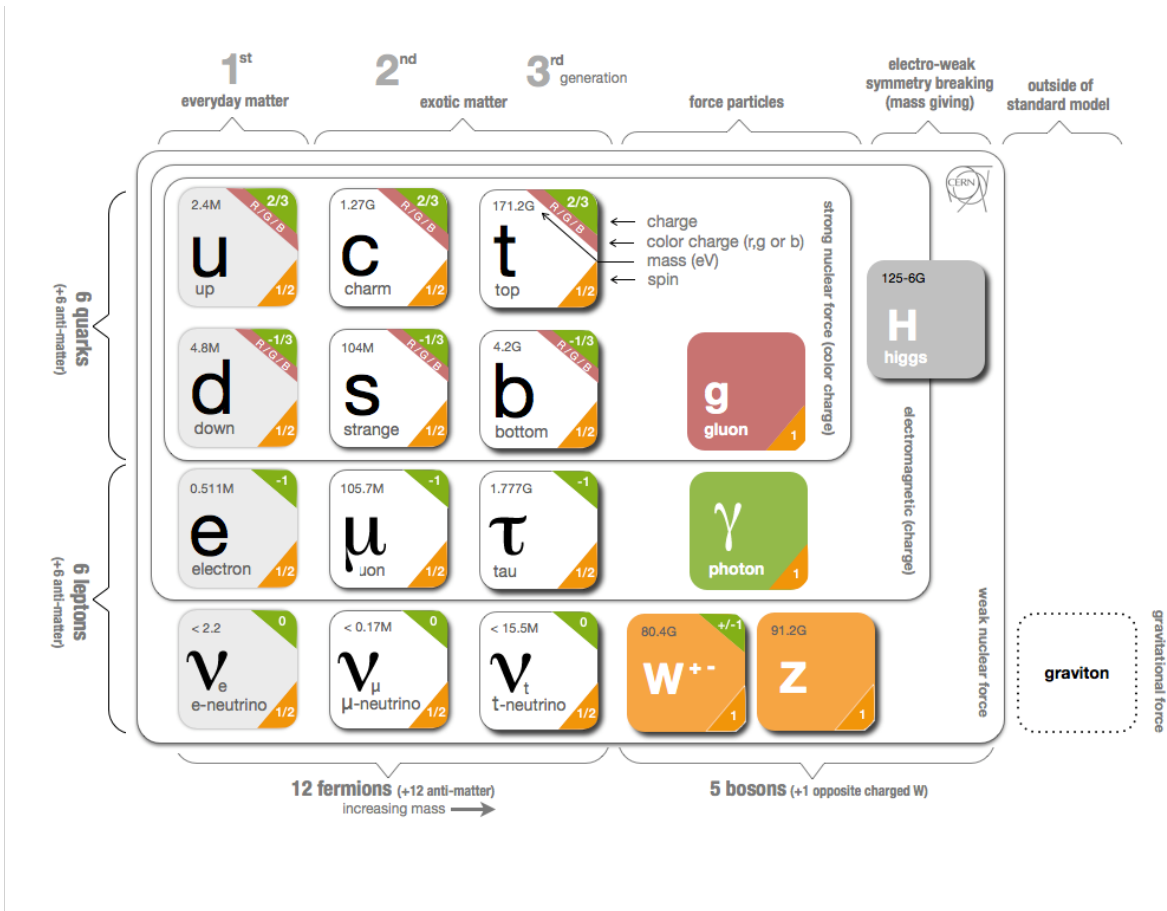 1st
everyday matter
2nd
exotic matter
3rd generation
force particles
electro-weak
symmetry breaking
(mass giving)
outside of
standard model
6 quarks
(+6 anti-matter)
2.4M
2/3
R/G/B
u
up
1/2
1.27G
2/3
R/G/B
c
charm
1/2
171.2G
2/3
R/G/B
t
top
1/2
charge
color charge (r,g or b)
mass (eV)
spin
strong nuclear force (color charge)
CERN
125-6G
H
higgs
4.8M
-1/3
R/G/B
d
down
1/2
104M
-1/3
R/G/B
s
strange
1/2
4.2G
-1/3
R/G/B
b
bottom
1/2
g
gluon
1
electromagnetic (charge)
6 leptons
(+6 anti-matter)
0.511M
-1
e
electron
1/2
105.7M
-1
μ
uon
1/2
1.777G
-1
τ
tau
1/2
γ
photon
1
weak nuclear force
< 2.2
0
νe
e-neutrino
1/2
< 0.17M
0
νμ
μ-neutrino
1/2
< 15.5M
0
νt
t-neutrino
1/2
80.4G
+/-1
W+-
1
91.2G
Z
1
graviton
gravitational force
12 fermions (+12 anti-matter)
increasing mass
5 bosons (+1 opposite charged W)